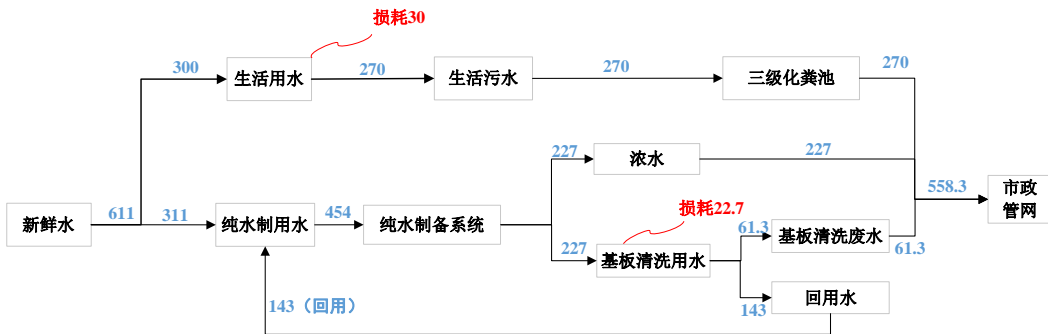 损耗30
300
生活用水
270
生活污水
270
三级化粪池
270
新鲜水
611
311
纯水制用水
454
纯水制备系统
227
浓水
227
558.3
市政
管网
227
损耗22.7
基板清洗用水
61.3
基板清洗废水
61.3
143
回用水
143（回用）